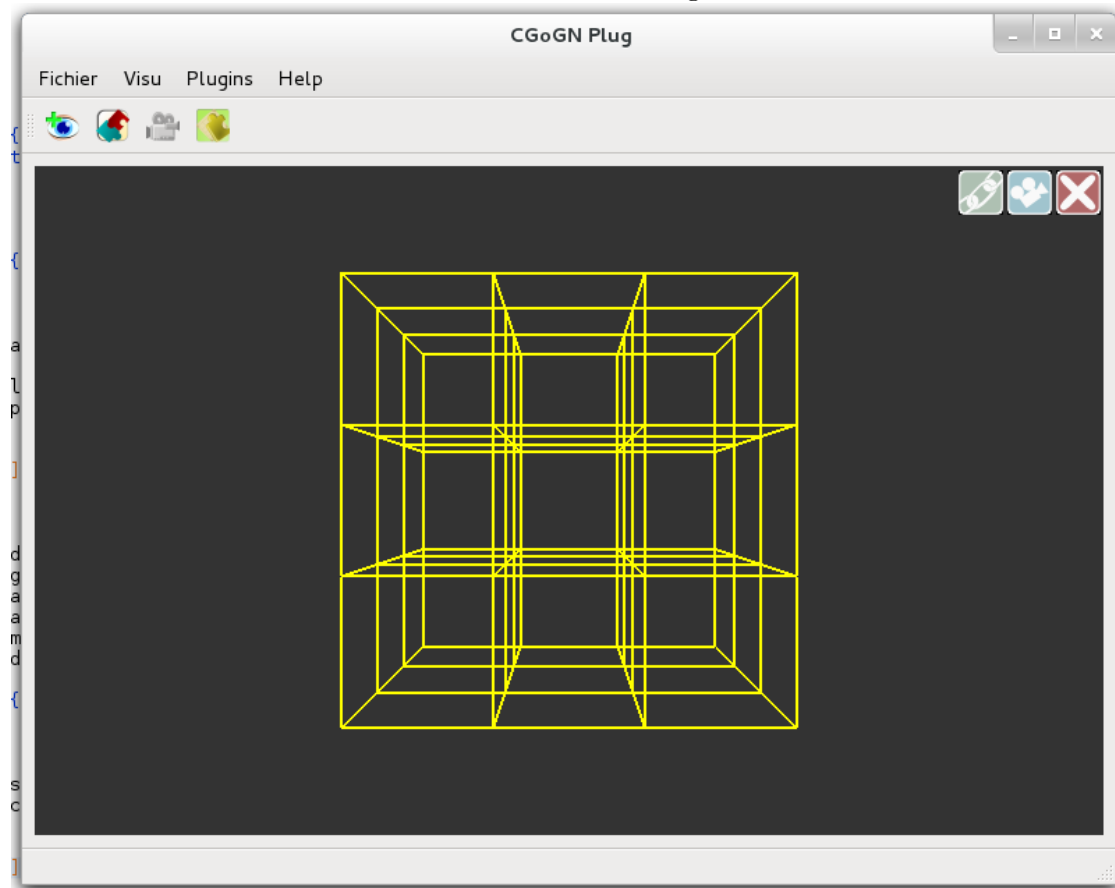 CGoGN Plug
Fichier Visu Plugins Help
{
t
{
a
l
p
]
d
g
a
a
m
d
{
s
c
]